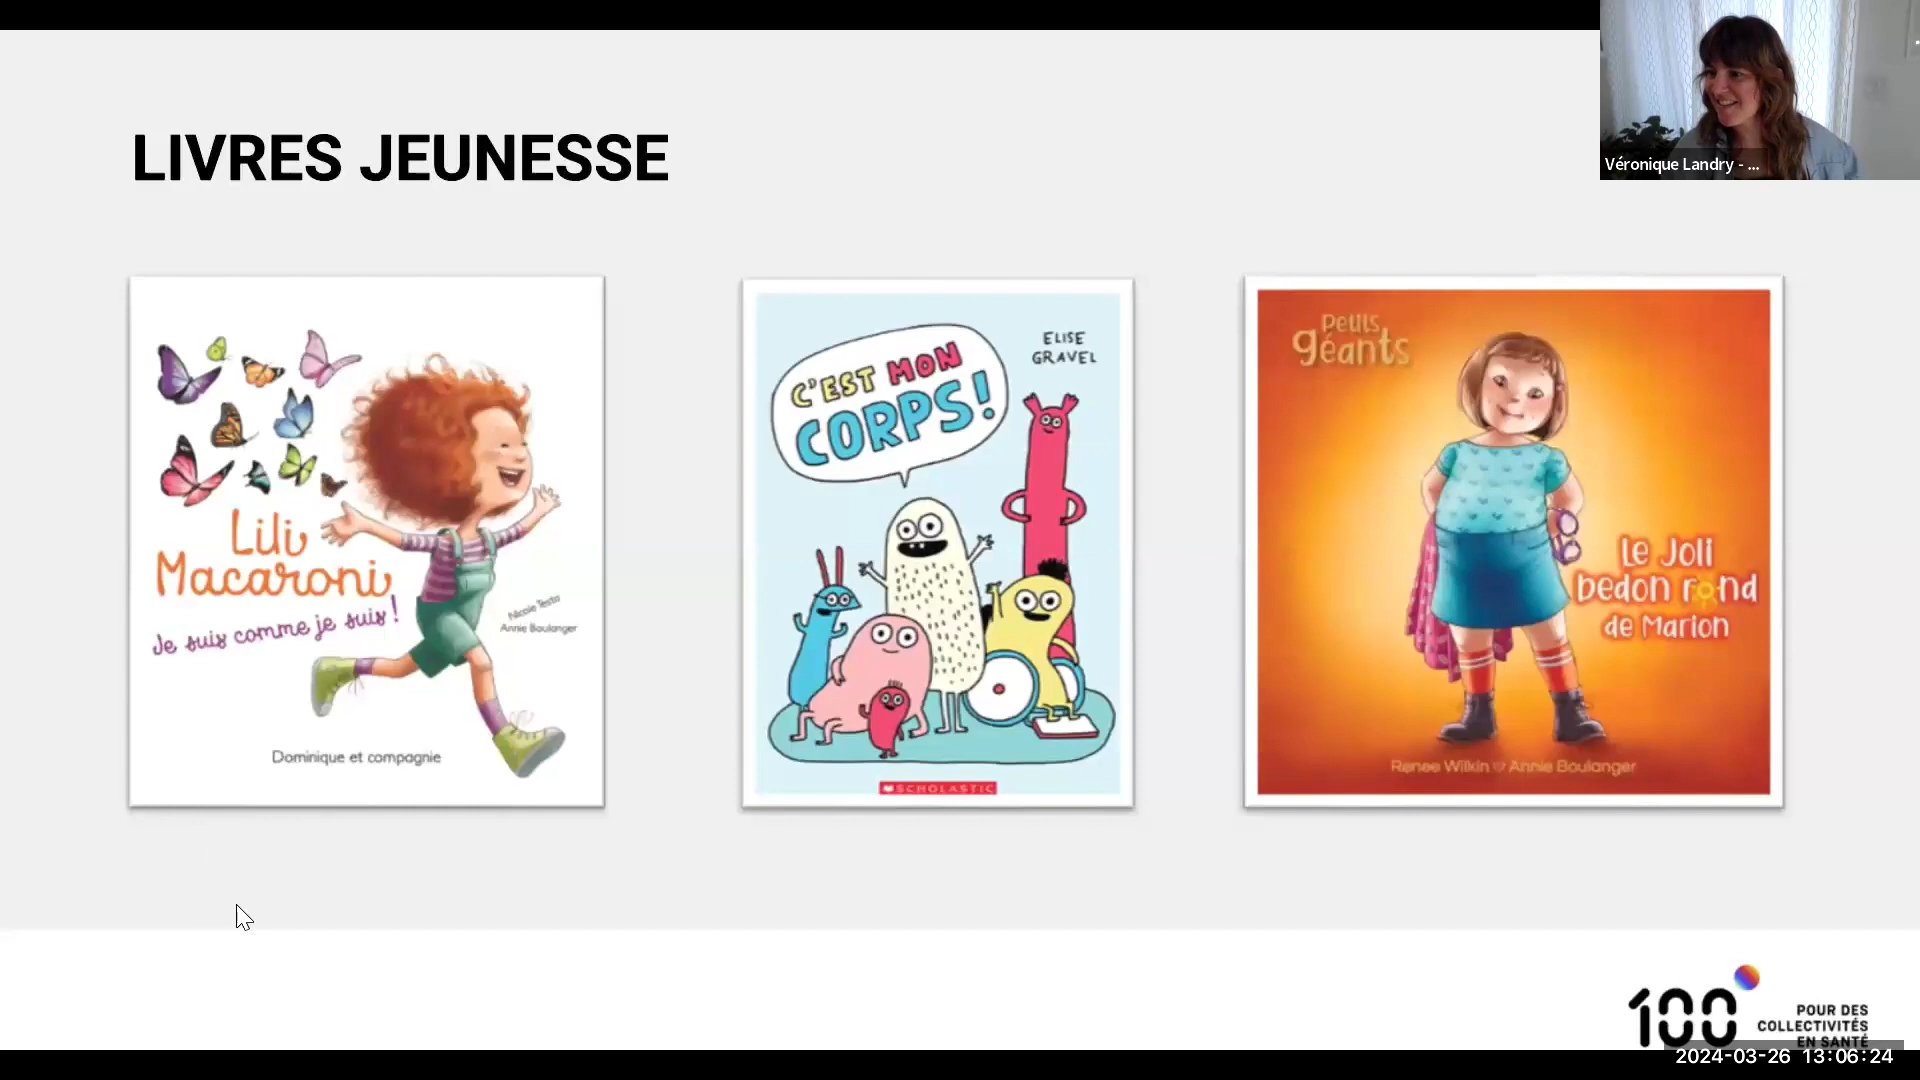 Véronique Landry - ...
LIVRES JEUNESSE
Lili
Macaroni
Je suis comme je suis !
Nicole Testa
Annie Boulanger
Dominique et compagnie
ELISE
GRAVEL
C'EST MON
CORPS!
SCHOLASTIC
Petits
géants
Le Joli
bedon rond
de Marion
Renee Wilkin Annie Boulanger
100°
POUR DES
COLLECTIVITÉS
EN SANTÉ
2024-03-26 13:06:24